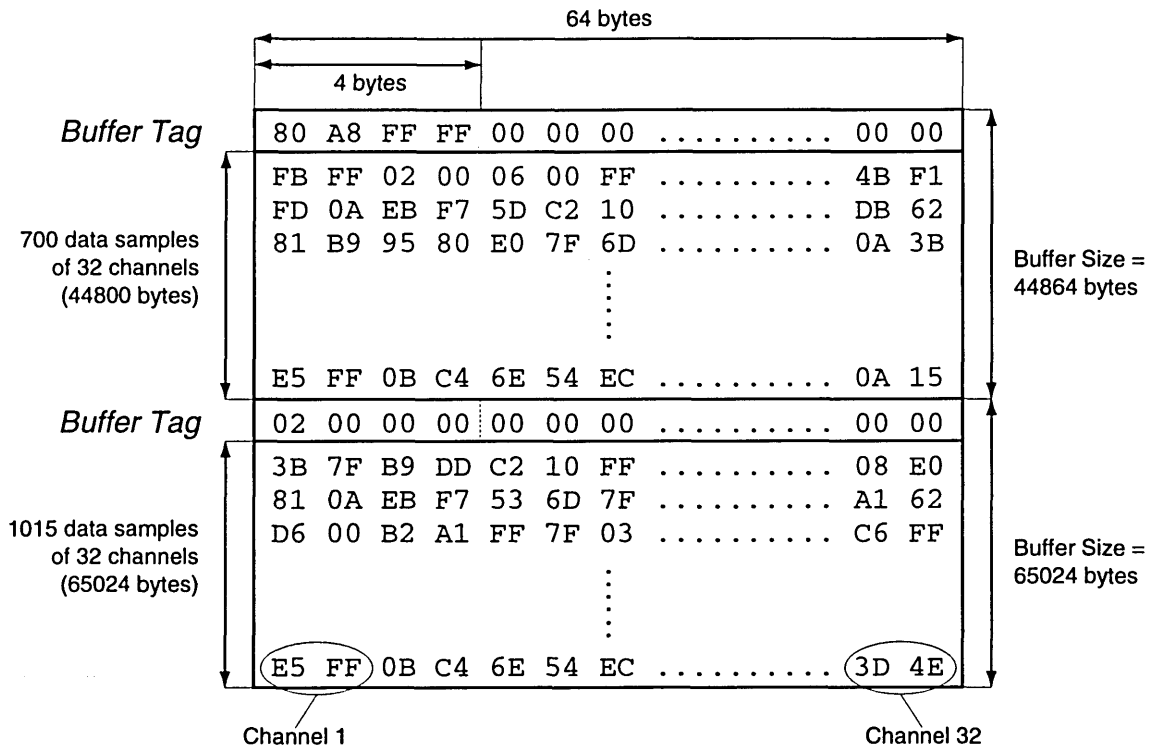 64 bytes
4 bytes
Buffer Tag
80 A8 FF FF 00 00 00 .......... 00 00
FB FF 02 00 06 00 FF .......... 4B F1
FD 0A EB F7 5D C2 10 .......... DB 62
81 B9 95 80 E0 7F 6D .......... 0A 3B
700 data samples
of 32 channels
(44800 bytes)
Buffer Size =
44864 bytes
E5 FF 0B C4 6E 54 EC .......... 0A 15
Buffer Tag
02 00 00 00 00 00 00 .......... 00 00
3B 7F B9 DD C2 10 FF .......... 08 E0
81 0A EB F7 53 6D 7F .......... A1 62
D6 00 B2 A1 FF 7F 03 .......... C6 FF
1015 data samples
of 32 channels
(65024 bytes)
Buffer Size =
65024 bytes
E5 FF 0B C4 6E 54 EC .......... 3D 4E
Channel 1
Channel 32